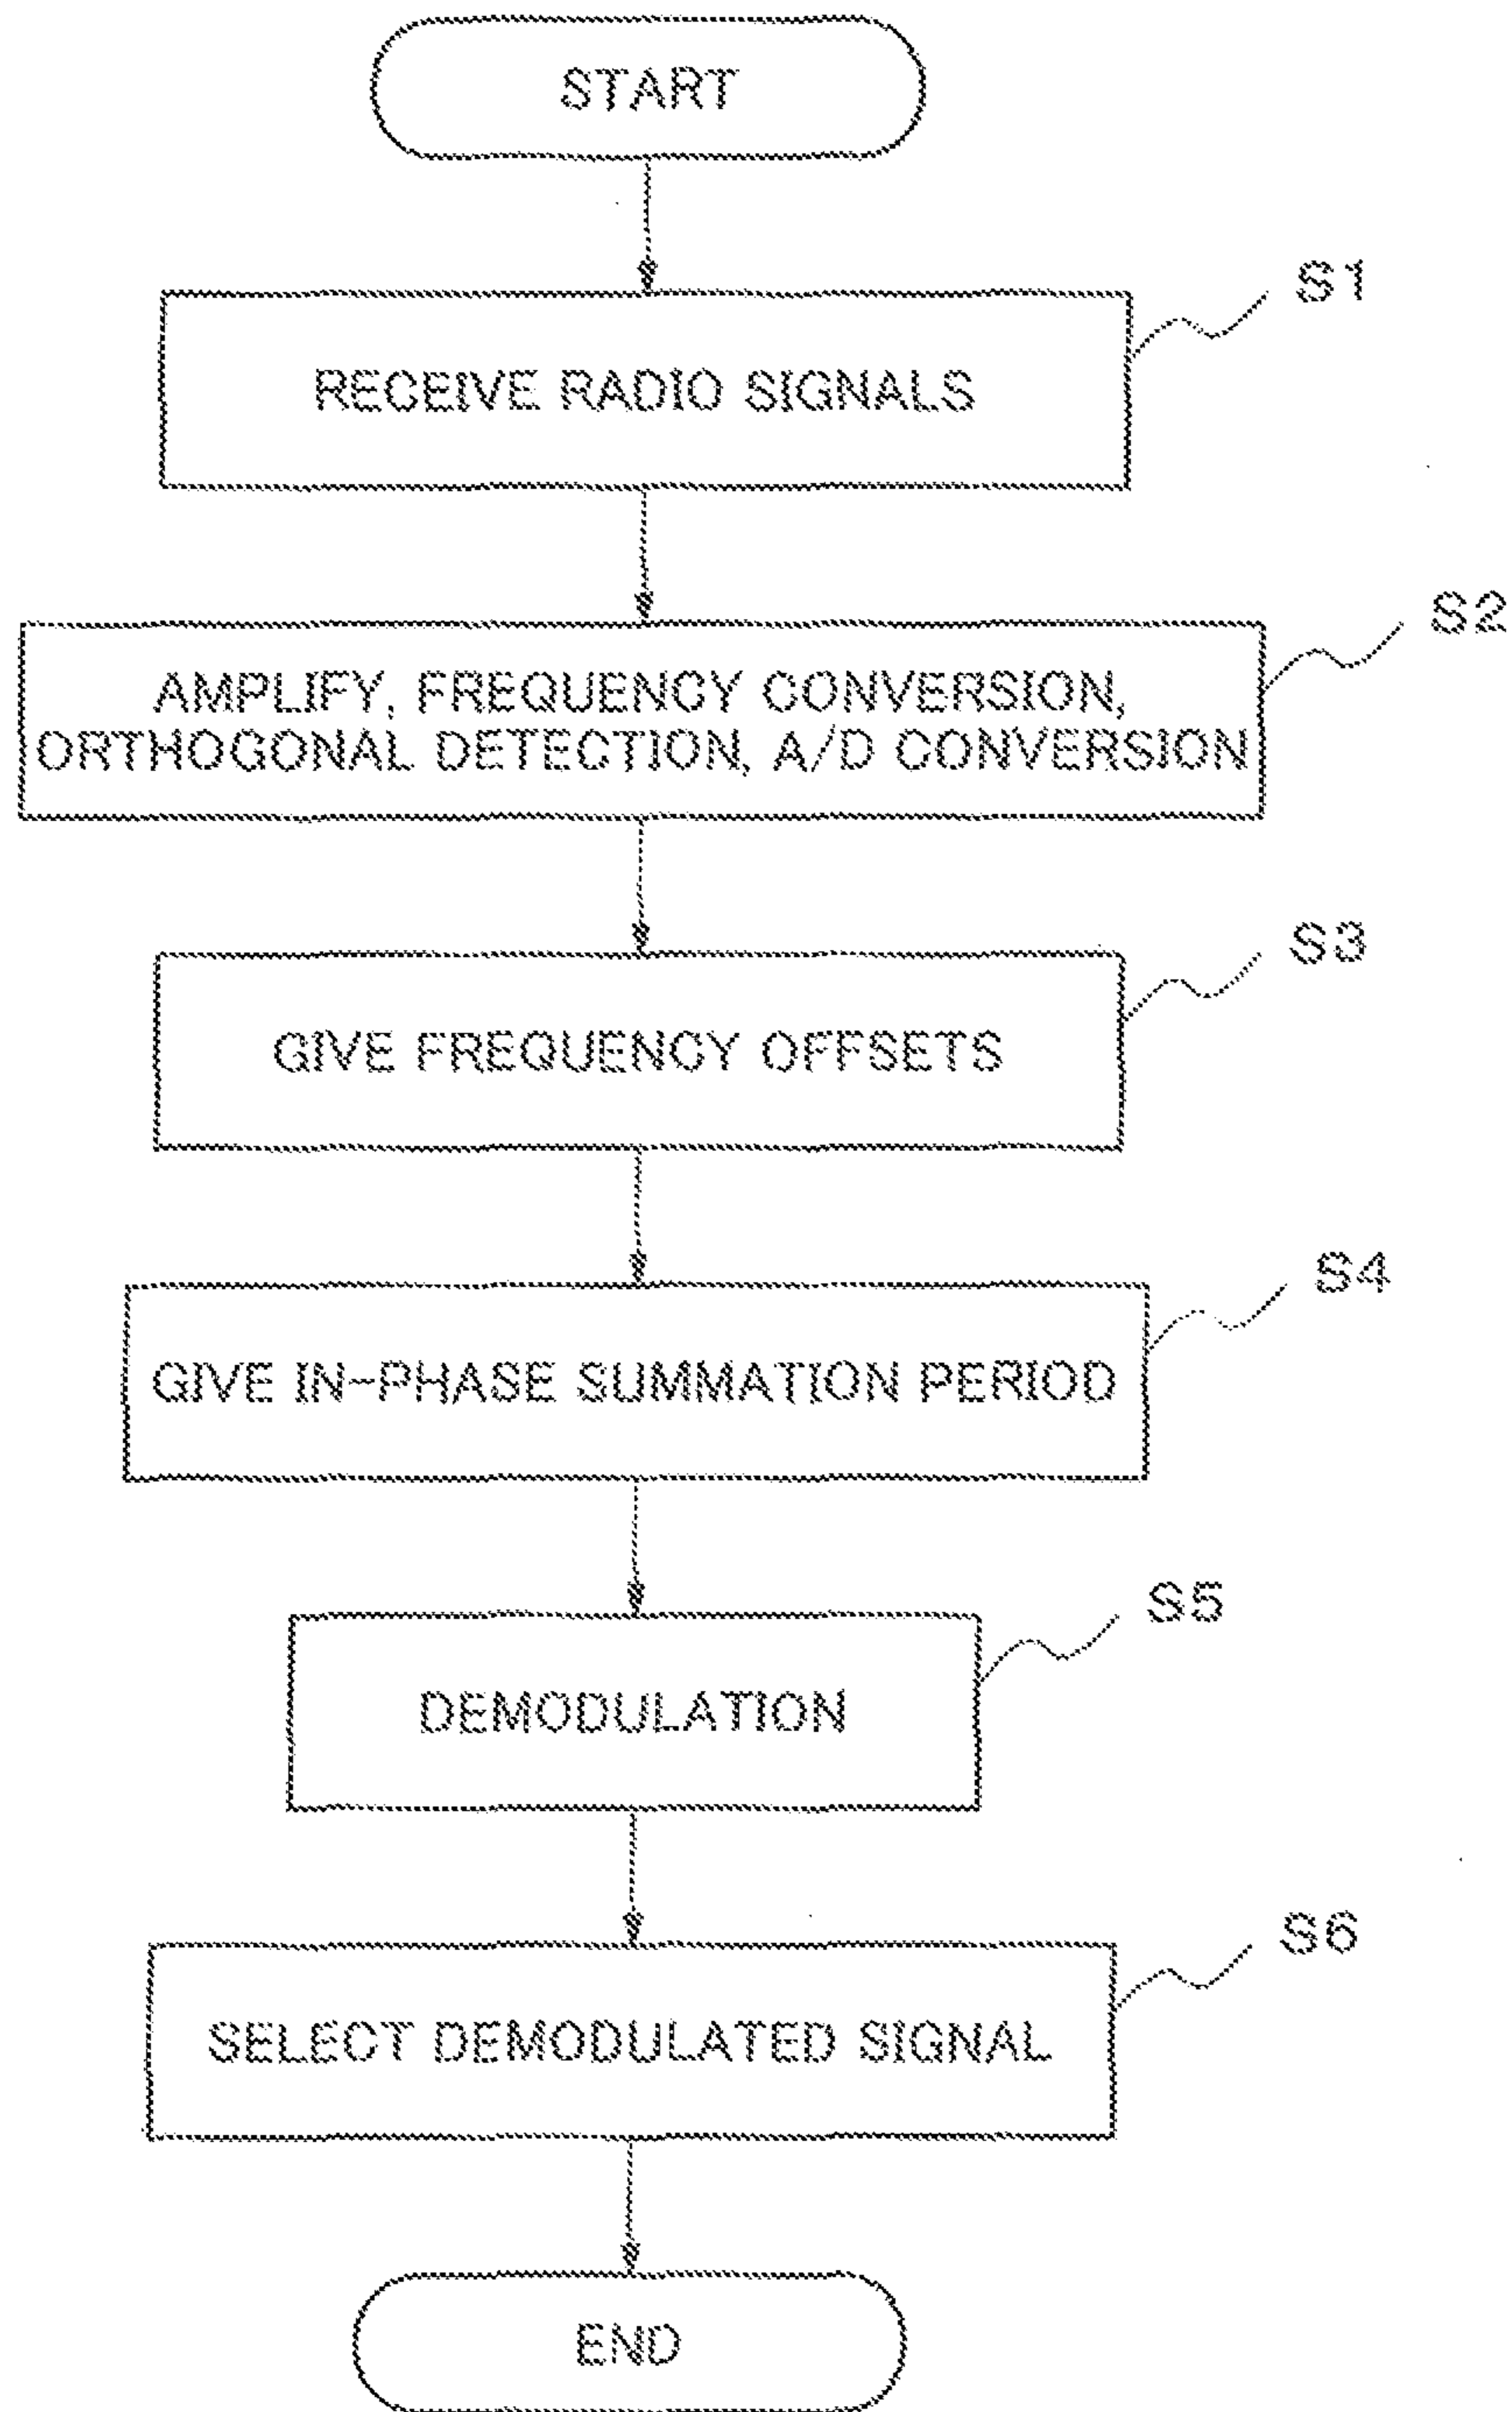 START
S1
RECEIVE RADIO SIGNALS
S2
AMPLIFY, FREQUENCY CONVERSION,
ORTHOGONAL DETECTION, A/D CONVERSION
S3
GIVE FREQUENCY OFFSETS
S4
GIVE IN-PHASE SUMMATION PERIOD
S5
DEMODULATION
S6
SELECT DEMODULATED SIGNAL
END